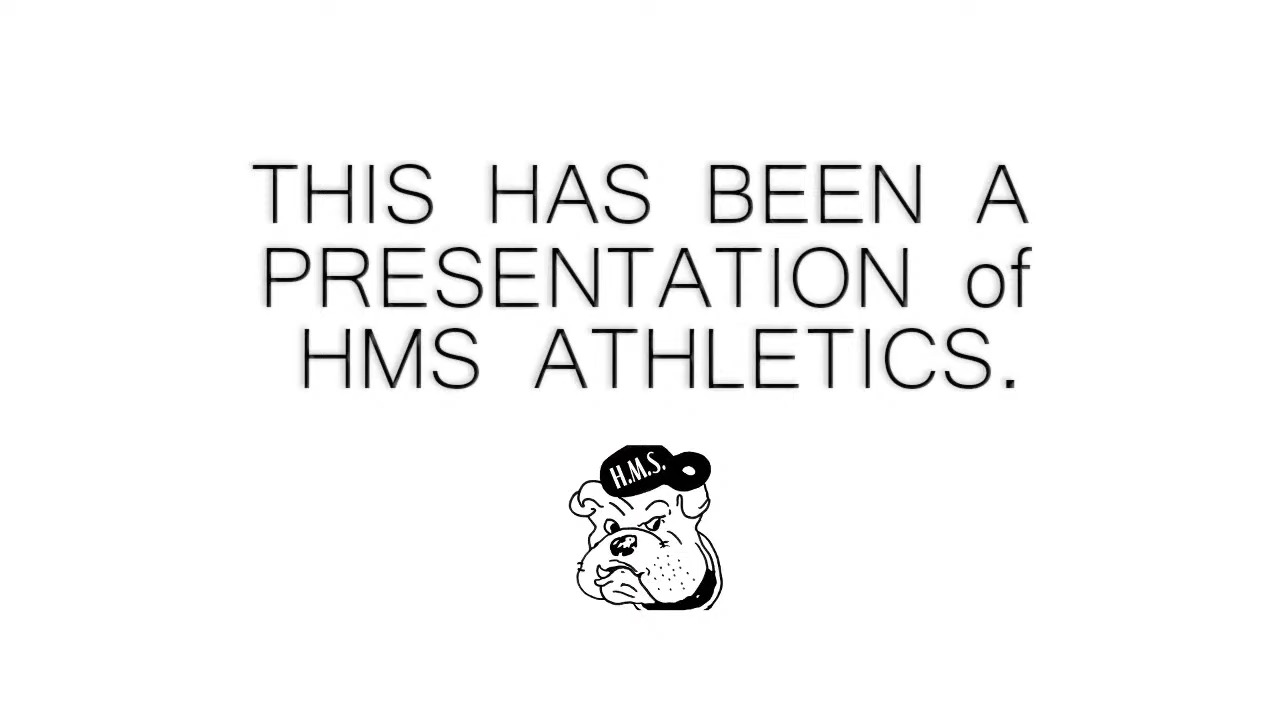 THIS HAS BEEN A
PRESENTATION of
HMS ATHLETICS.
H.M.S.